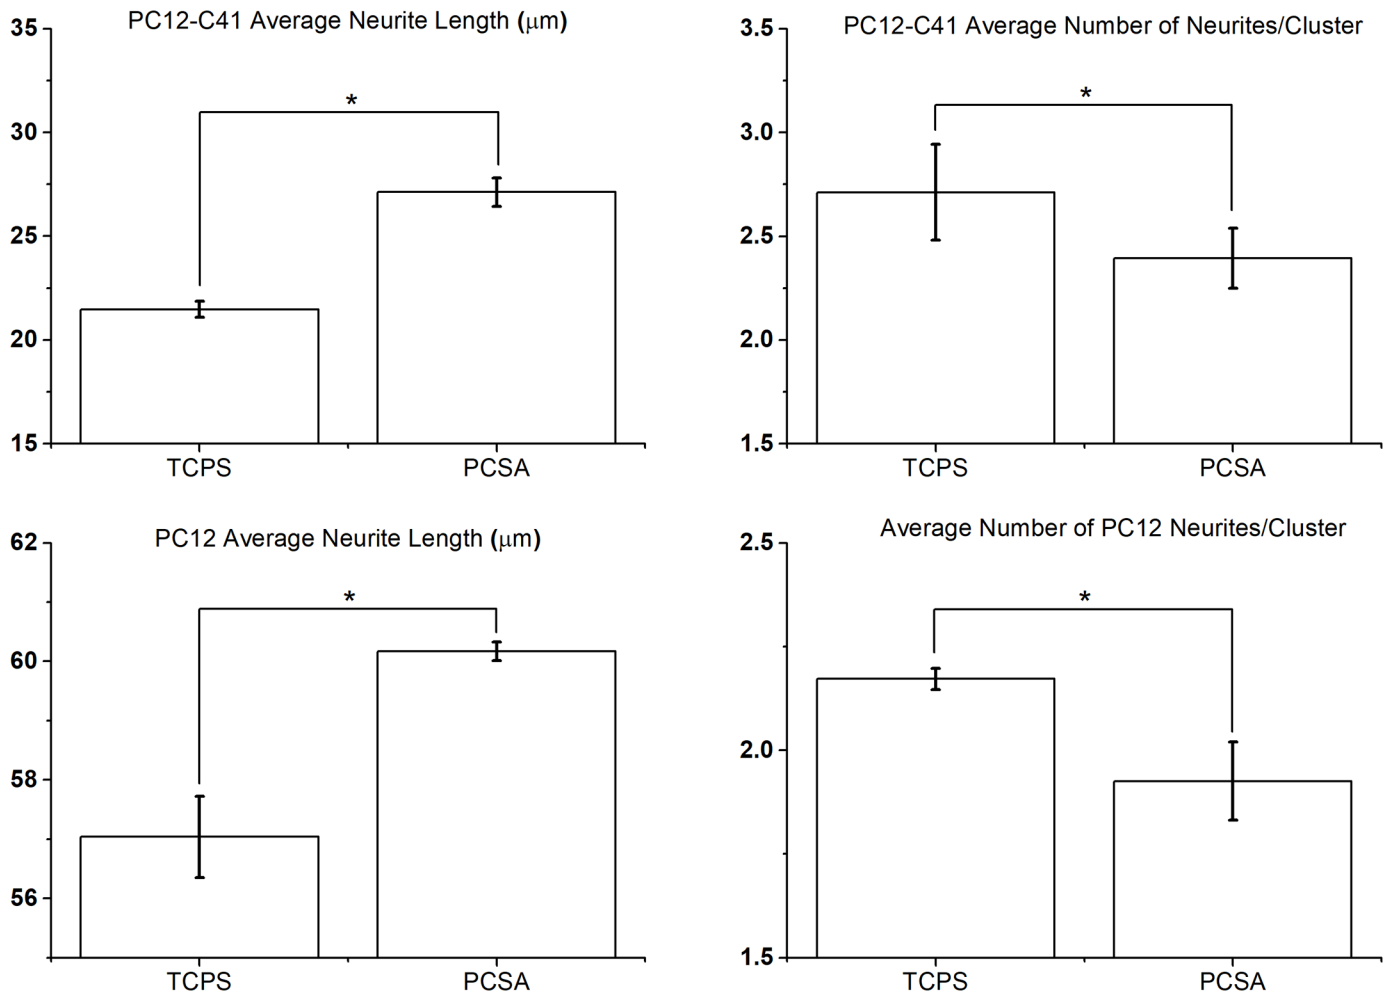 PC12-C41 Average Neurite Length (μm)
35
30
25
20
15
*
TCPS PCSA
PC12-C41 Average Number of Neurites/Cluster
3.5
3.0
2.5
2.0
1.5
*
TCPS PCSA
PC12 Average Neurite Length (μm)
62
60
58
56
*
TCPS PCSA
Average Number of PC12 Neurites/Cluster
2.5
2.0
1.5
*
TCPS PCSA